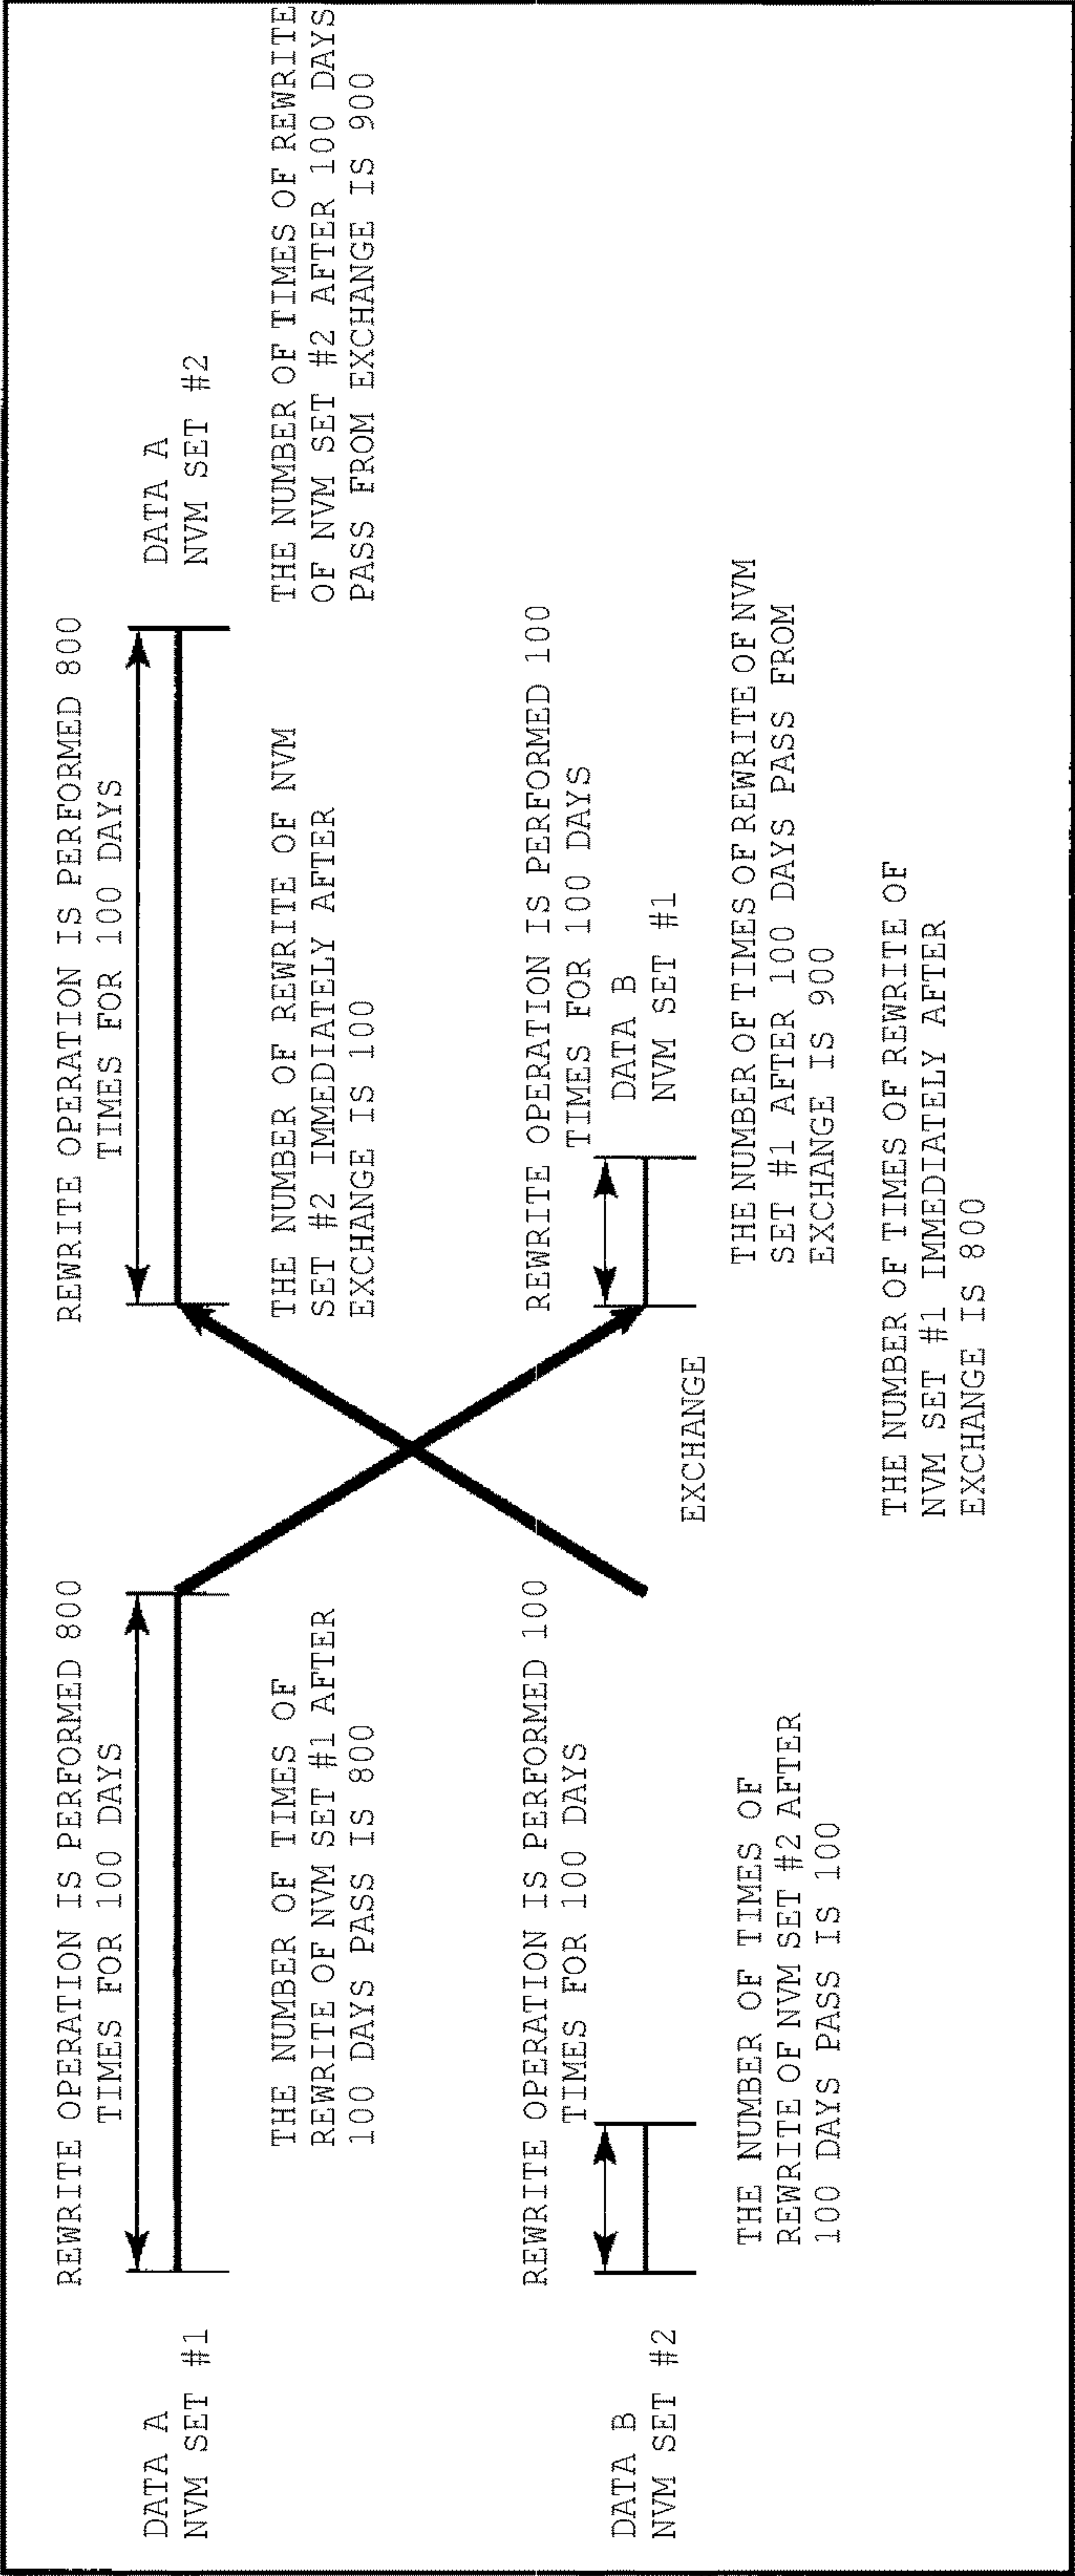 DATA A
NVM SET #1
REWRITE OPERATION IS PERFORMED 800
TIMES FOR 100 DAYS
THE NUMBER OF TIMES OF
REWRITE OF NVM SET #1 AFTER
100 DAYS PASS IS 800
REWRITE OPERATION IS PERFORMED 800
TIMES FOR 100 DAYS
DATA A
NVM SET #2
THE NUMBER OF REWRITE OF NVM
SET #2 IMMEDIATELY AFTER
EXCHANGE IS 100
THE NUMBER OF TIMES OF REWRITE
OF NVM SET #2 AFTER 100 DAYS
PASS FROM EXCHANGE IS 900
DATA B
NVM SET #2
REWRITE OPERATION IS PERFORMED 100
TIMES FOR 100 DAYS
THE NUMBER OF TIMES OF
REWRITE OF NVM SET #2 AFTER
100 DAYS PASS IS 100
EXCHANGE
REWRITE OPERATION IS PERFORMED 100
TIMES FOR 100 DAYS
DATA B
NVM SET #1
THE NUMBER OF TIMES OF REWRITE OF NVM
SET #1 AFTER 100 DAYS PASS FROM
EXCHANGE IS 900
THE NUMBER OF TIMES OF REWRITE OF
NVM SET #1 IMMEDIATELY AFTER
EXCHANGE IS 800